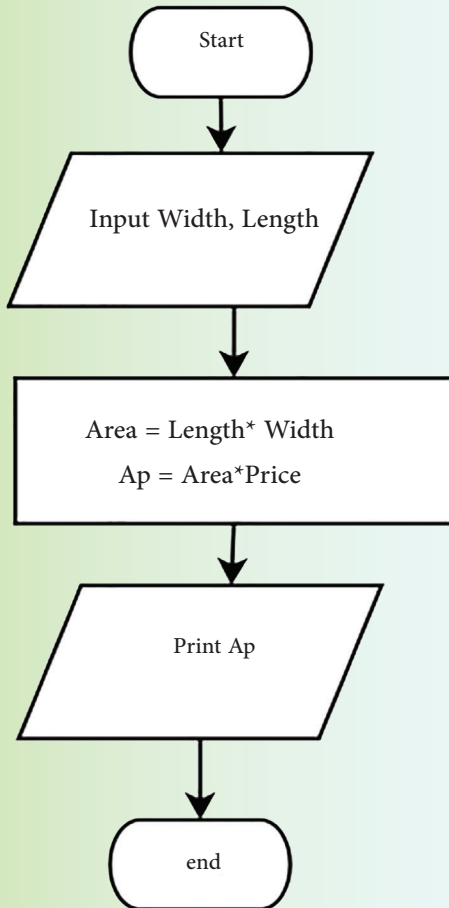 Start
Input Width, Length
Area = Length* Width
Ap = Area*Price
Print Ap
end